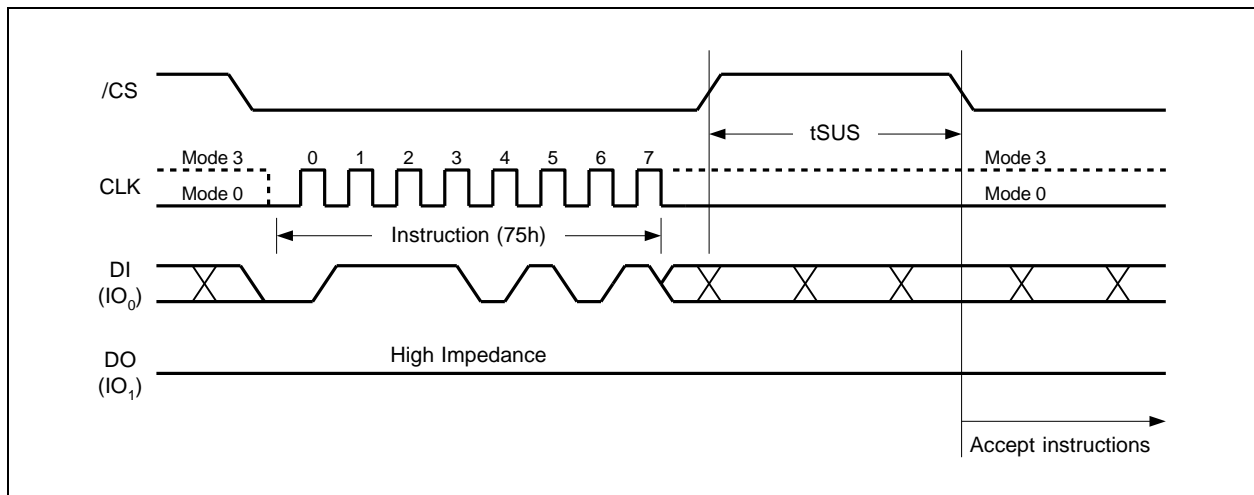 /CS
tSUS
Mode 3 0 1 2 3 4 5 6 7 Mode 3
CLK
Mode 0 Mode 0
Instruction (75h)
DI
(IO0)
High Impedance
DO
(IO1)
Accept instructions